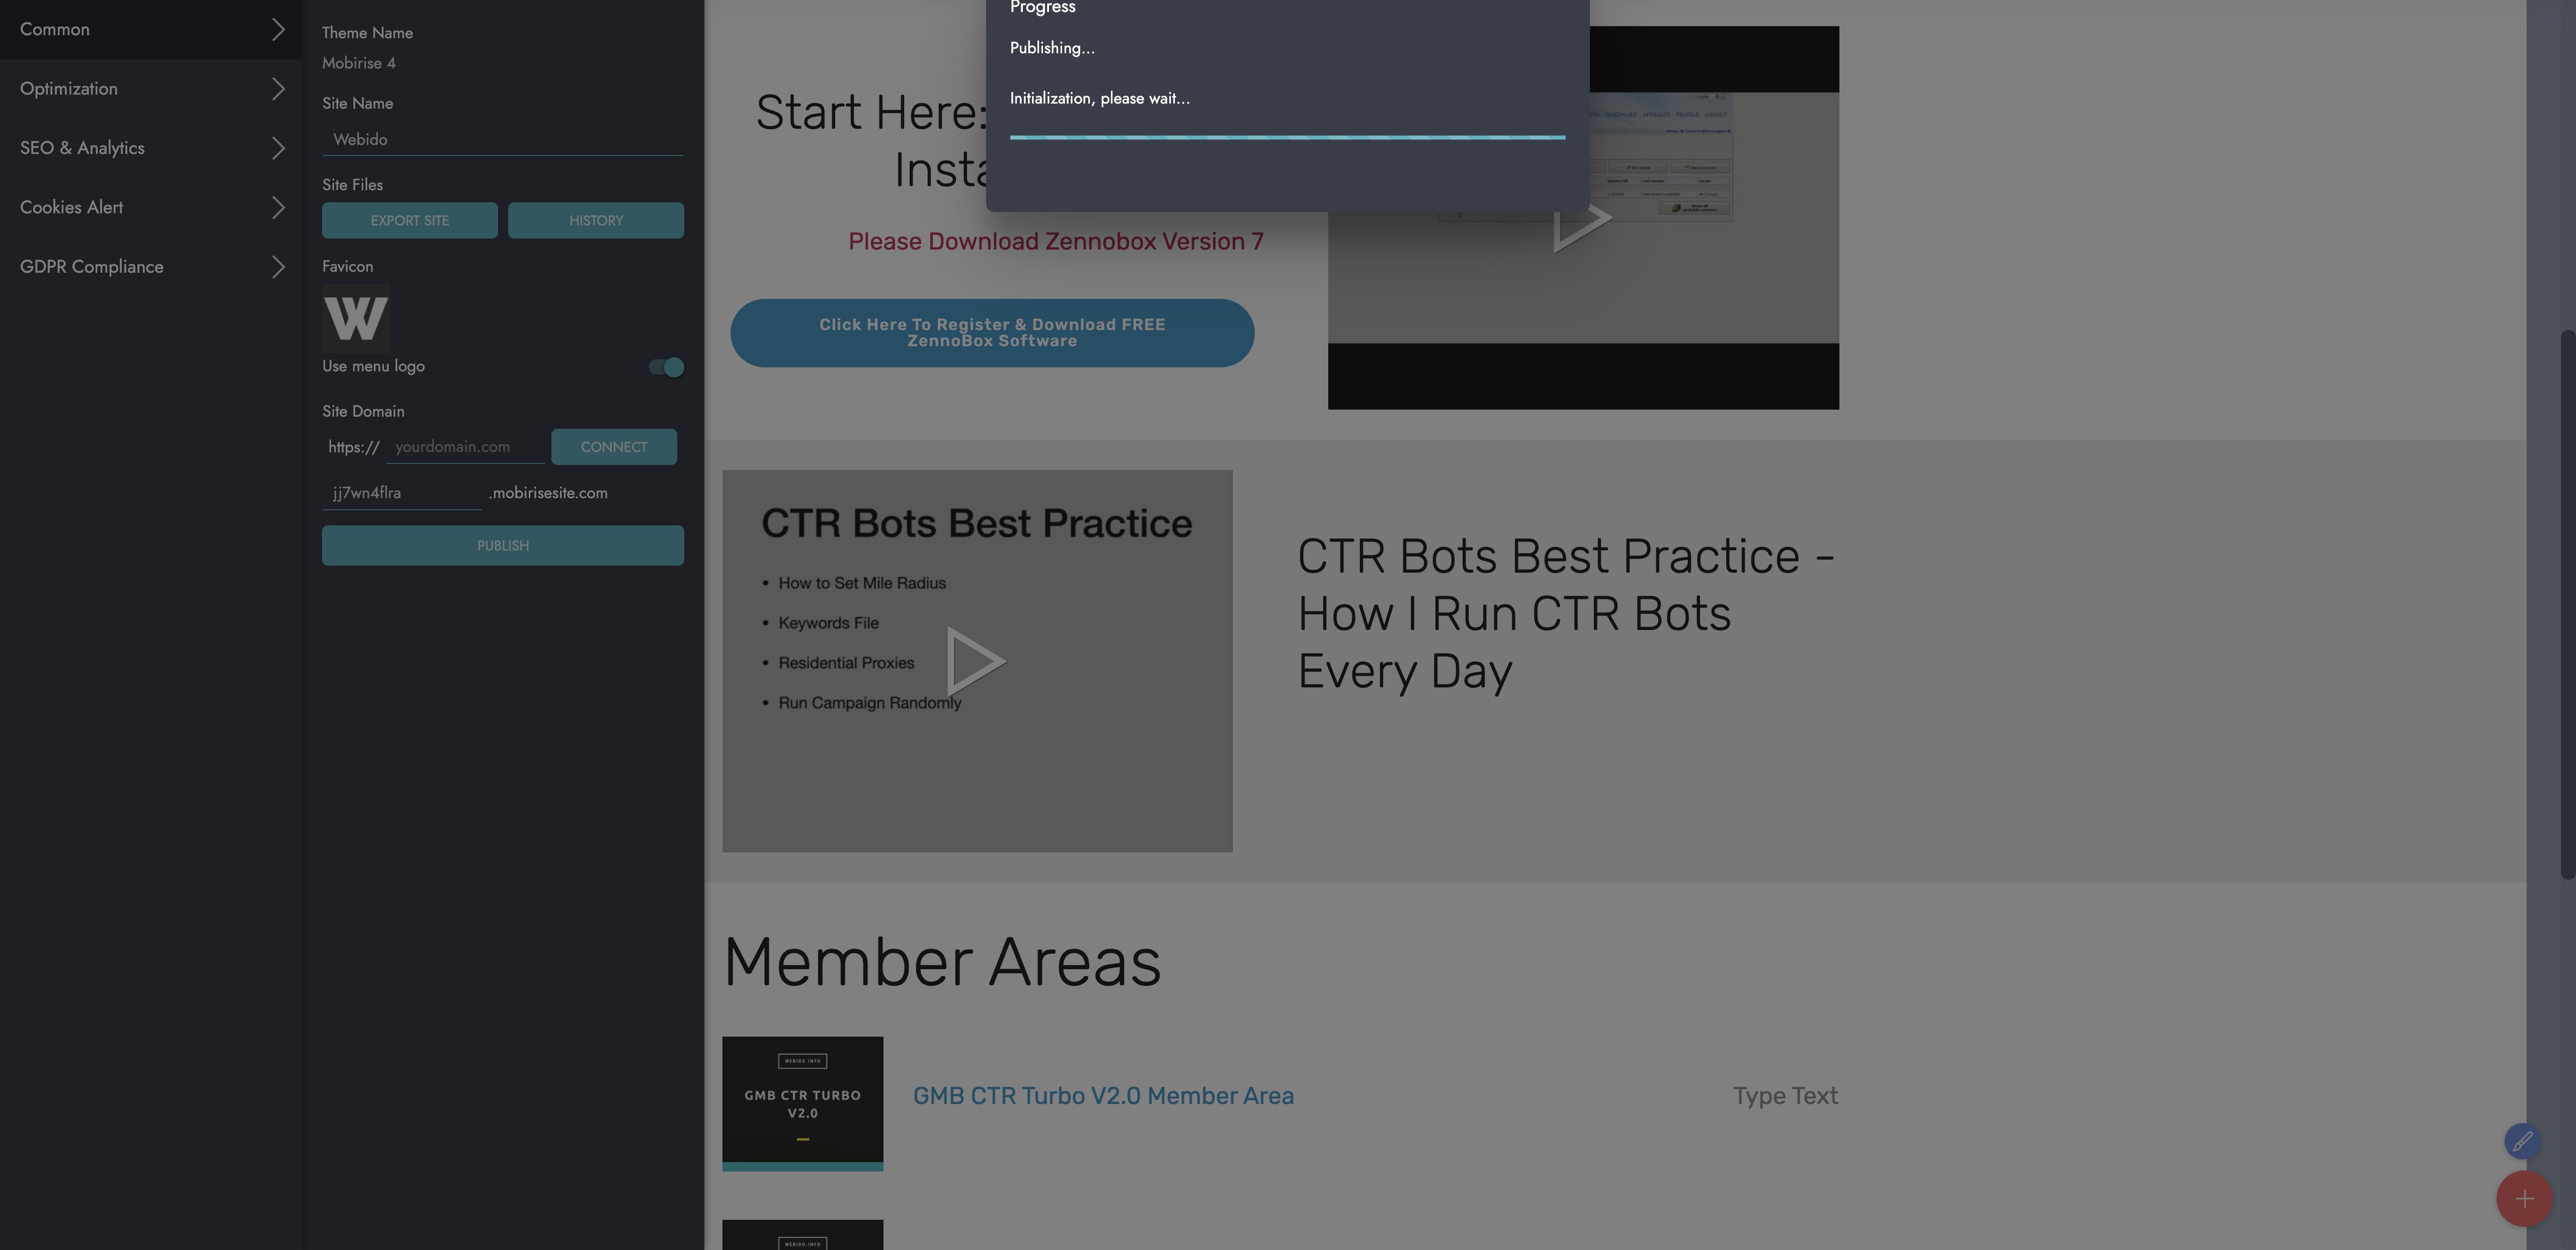 Common
Optimization
SEO & Analytics
Cookies Alert
GDPR Compliance
Theme Name
Mobirise 4
Site Name
Webido
Site Files
EXPORT SITE
HISTORY
Favicon
W
Use menu logo
Site Domain
https://
yourdomain.com
CONNECT
jj7wn4flra
.mobirisesite.com
PUBLISH
Progress
Publishing...
Initialization, please wait...
Start Here:
Insta
Please Download Zennobox Version 7
Click Here To Register & Download FREE
ZennoBox Software
HARDWARE AFFILIATE PROFILE LOGOUT
CTR Bots Best Practice
• How to Set Mile Radius
• Keywords File
• Residential Proxies
• Run Campaign Randomly
CTR Bots Best Practice -
How I Run CTR Bots
Every Day
Member Areas
WEBIDO.INFO
GMB CTR TURBO
V2.0
GMB CTR Turbo V2.0 Member Area
Type Text
WEBIDO.INFO